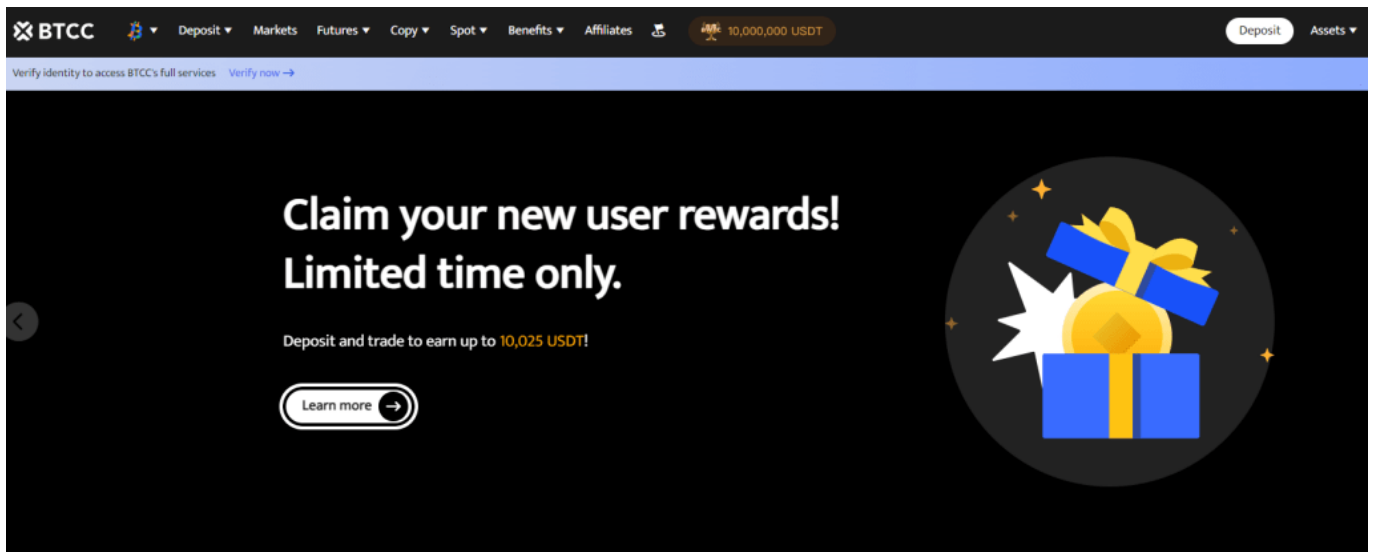 BTCC Deposit Markets Futures Copy Spot Benefits Affiliates 10,000,000 USDT Deposit Assets
Verify identity to access BTCC's full services Verify now →
Claim your new user rewards!
Limited time only.
Deposit and trade to earn up to 10,025 USDT!
Learn more